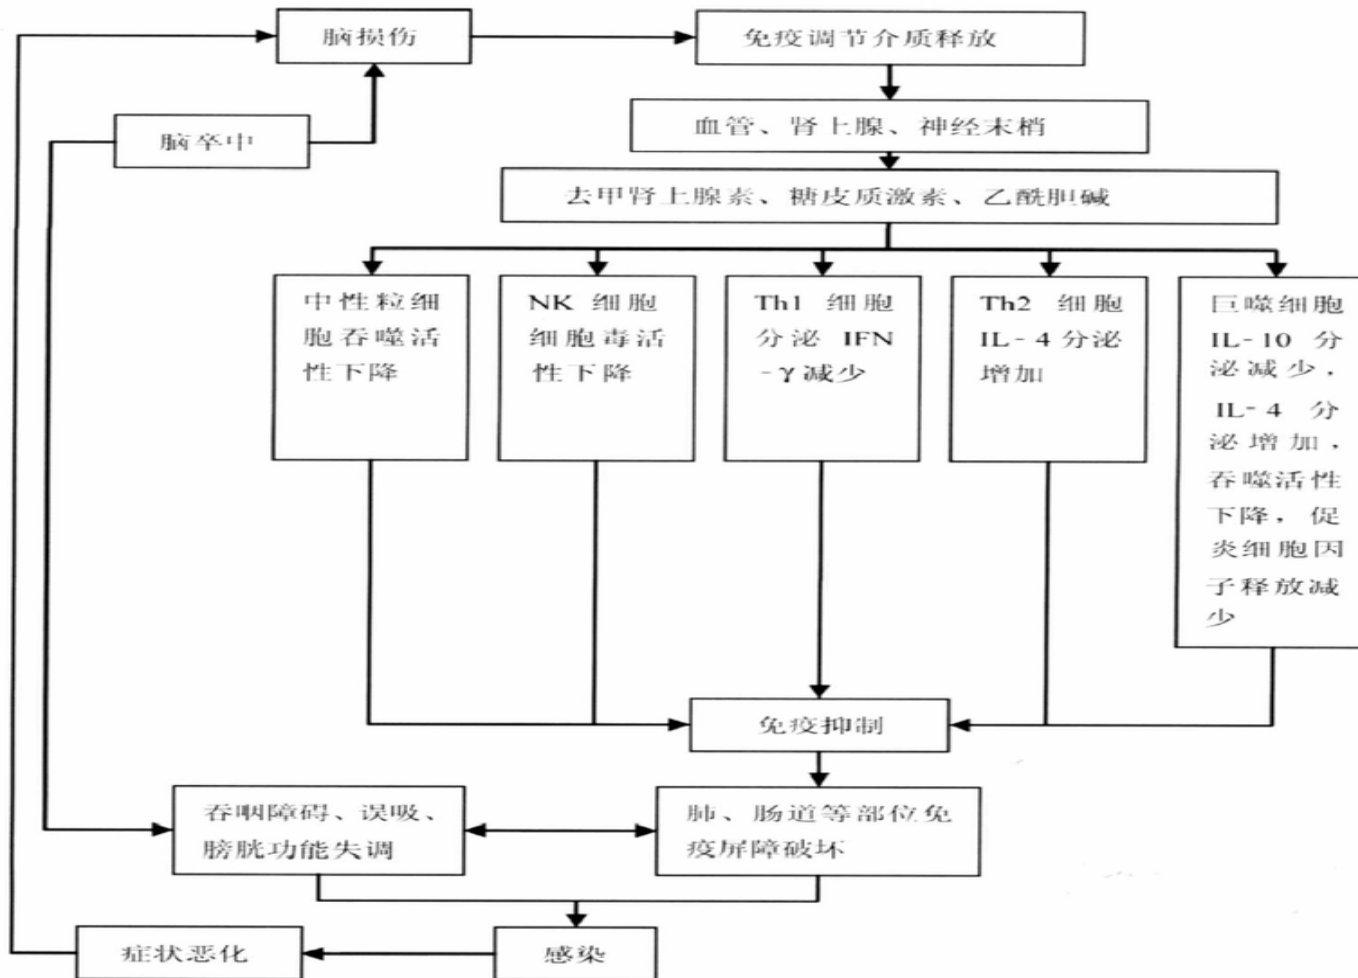 脑损伤
免疫调节介质释放
脑卒中
血管、肾上腺、神经末梢
去甲肾上腺素、糖皮质激素、乙酰胆碱
中性粒细
胞吞噬活
性下降
NK 细胞
细胞毒活
性下降
Th1 细胞
分泌 IFN
-γ减少
Th2 细胞
IL-4分泌
增加
巨噬细胞
IL-10 分
泌减少，
IL-4 分
泌增加，
吞噬活性
下降，促
炎细胞因
子释放减
少
免疫抑制
吞咽障碍、误吸、
膀胱功能失调
肺、肠道等部位免
疫屏障破坏
症状恶化
感染